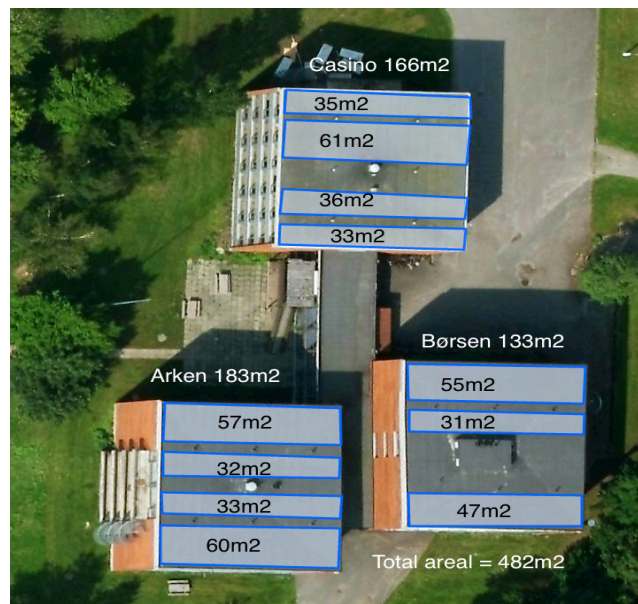 Casino 166m2
35m2
61m2
36m2
33m2
Børsen 133m2
55m2
31m2
47m2
Arken 183m2
57m2
32m2
33m2
60m2
Total areal = 482m2